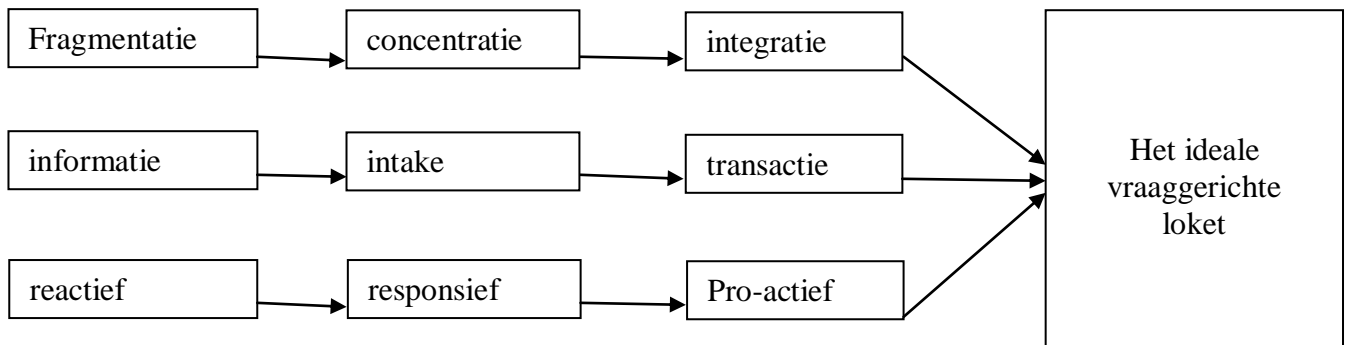 Fragmentatie
concentratie
integratie
informatie
intake
transactie
Het ideale
vraaggerichte
loket
reactief
responsief
Pro-actief